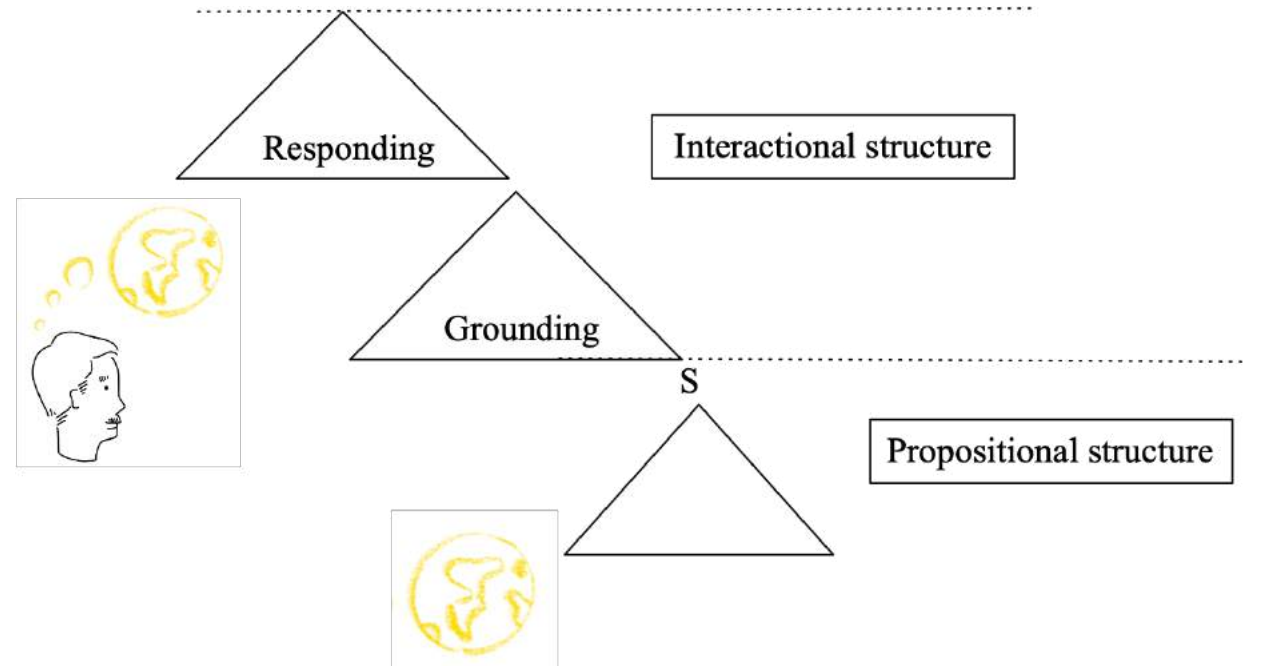 Responding
Interactional structure
Grounding
S
Propositional structure